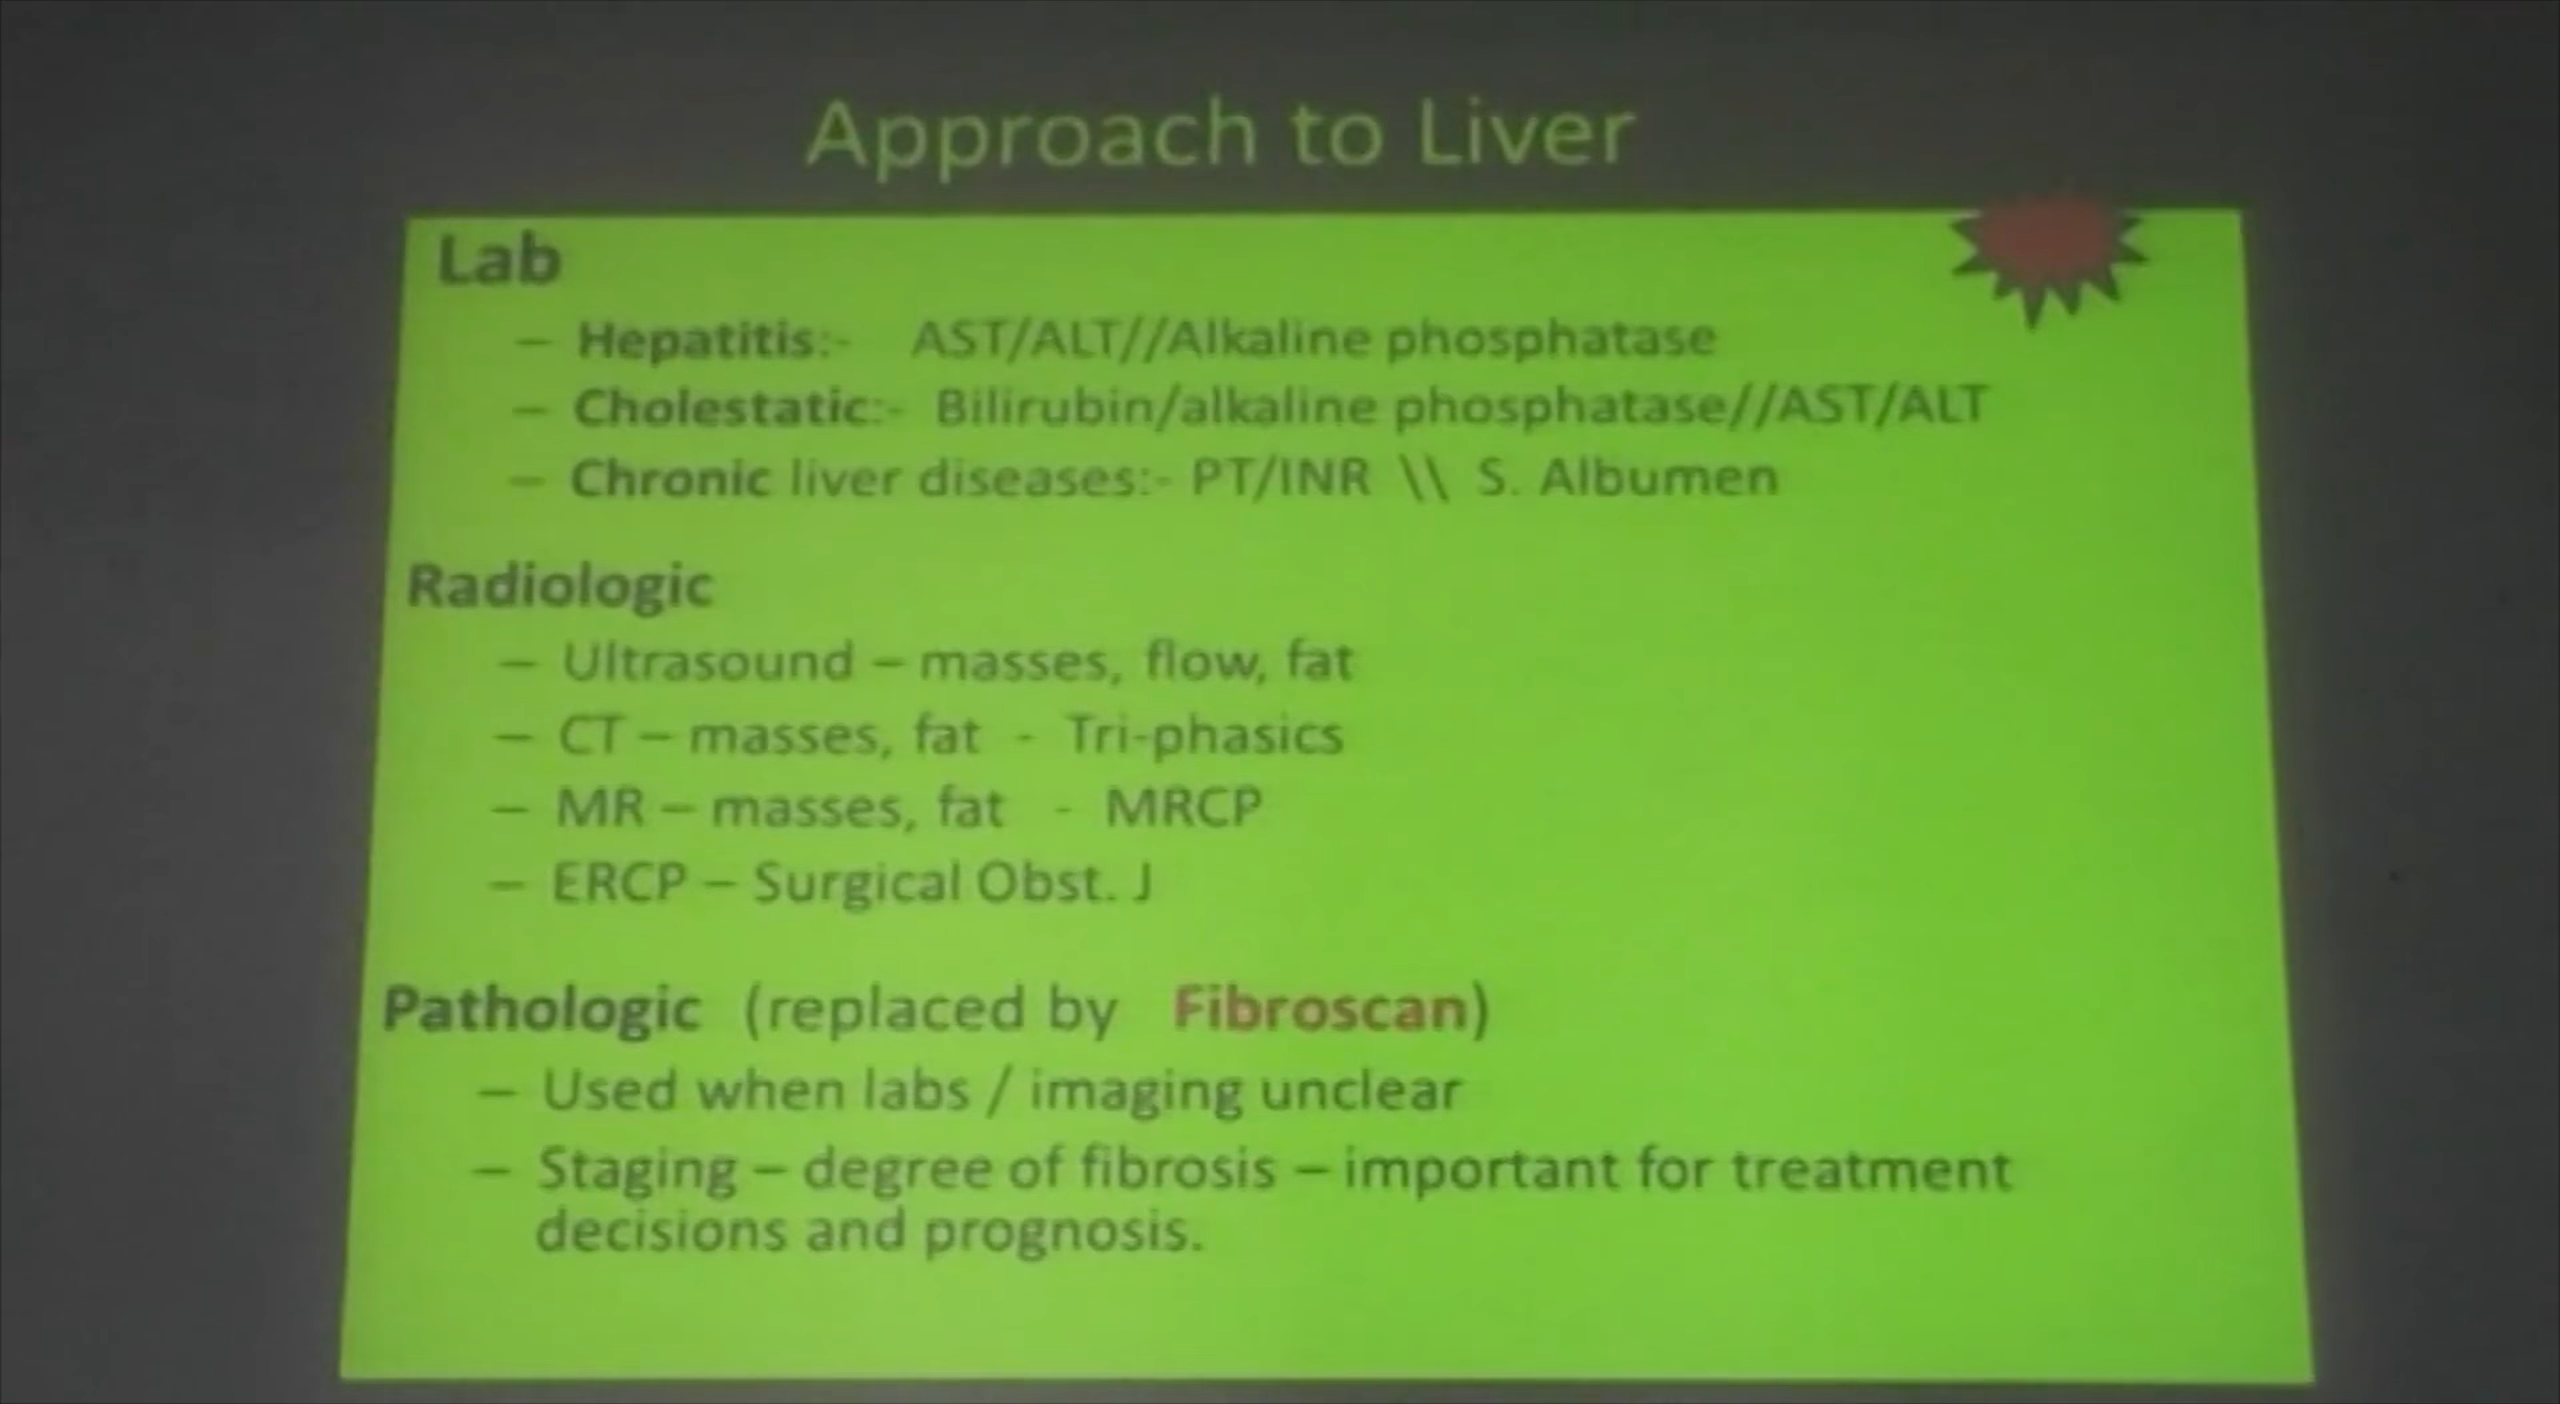 Approach to Liver
Lab
– Hepatitis:- AST/ALT//Alkaline phosphatase
– Cholestatic:- Bilirubin/alkaline phosphatase//AST/ALT
– Chronic liver diseases:- PT/INR \\ S. Albumen
Radiologic
– Ultrasound – masses, flow, fat
– CT – masses, fat - Tri-phasics
– MR – masses, fat - MRCP
– ERCP – Surgical Obst. J
Pathologic (replaced by Fibroscan)
– Used when labs / imaging unclear
– Staging – degree of fibrosis – important for treatment
decisions and prognosis.